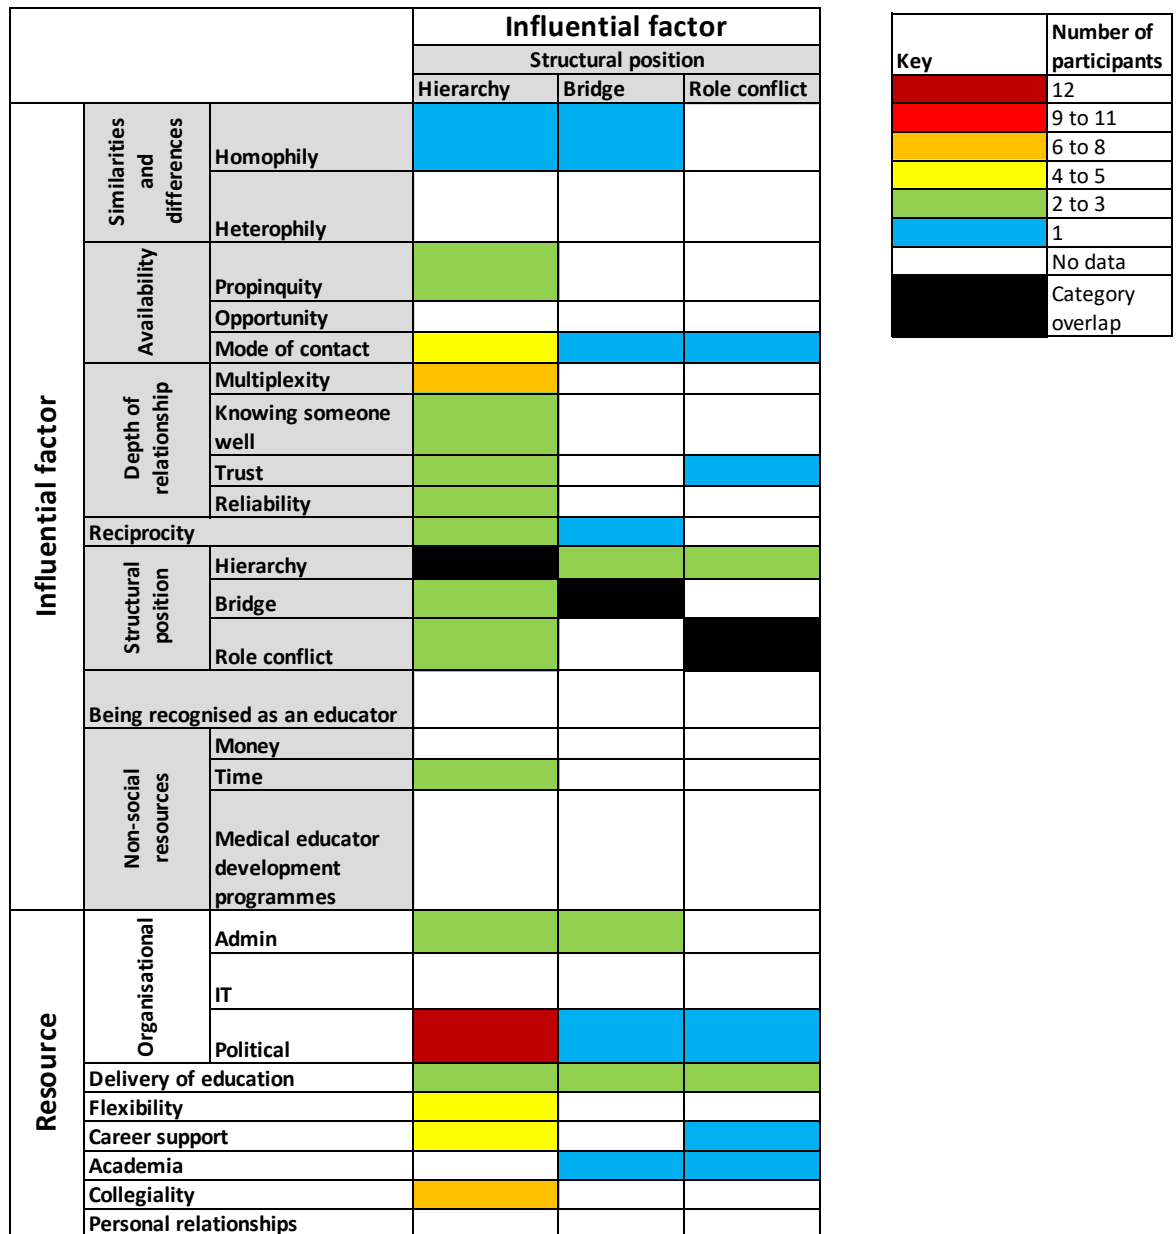 Influential factor
Structural position
Hierarchy Bridge Role conflict
Influential factor
Similarities
and
differences
Homophily
Heterophily
Availability
Propinquity
Opportunity
Mode of contact
Depth of
relationship
Multiplexity
Knowing someone
well
Trust
Reliability
Reciprocity
Structural
position
Hierarchy
Bridge
Role conflict
Being recognised as an educator
Non-social
resources
Money
Time
Medical educator
development
programmes
Resource
Organisational
Admin
IT
Political
Delivery of education
Flexibility
Career support
Academia
Collegiality
Personal relationships
Key
Number of
participants
12
9 to 11
6 to 8
4 to 5
2 to 3
1
No data
Category
overlap